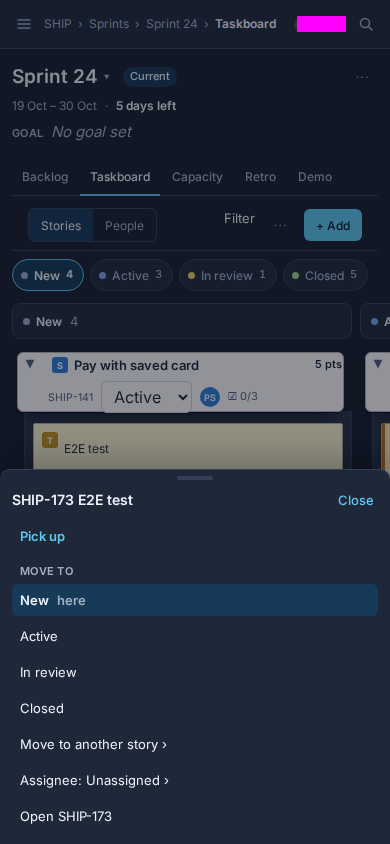 SHIP › Sprints › Sprint 24 › Taskboard
Sprint 24 ▾ Current ...
19 Oct – 30 Oct · 5 days left
GOAL No goal set
Backlog Taskboard Capacity Retro Demo
Stories People Filter ... + Add
New 4 Active 3 In review 1 Closed 5
New 4 A
▼ S Pay with saved card 5 pts ▼
SHIP-141 Active PS ☑ 0/3
T E2E test
SHIP-173 E2E test Close
Pick up
MOVE TO
New here
Active
In review
Closed
Move to another story ›
Assignee: Unassigned ›
Open SHIP-173